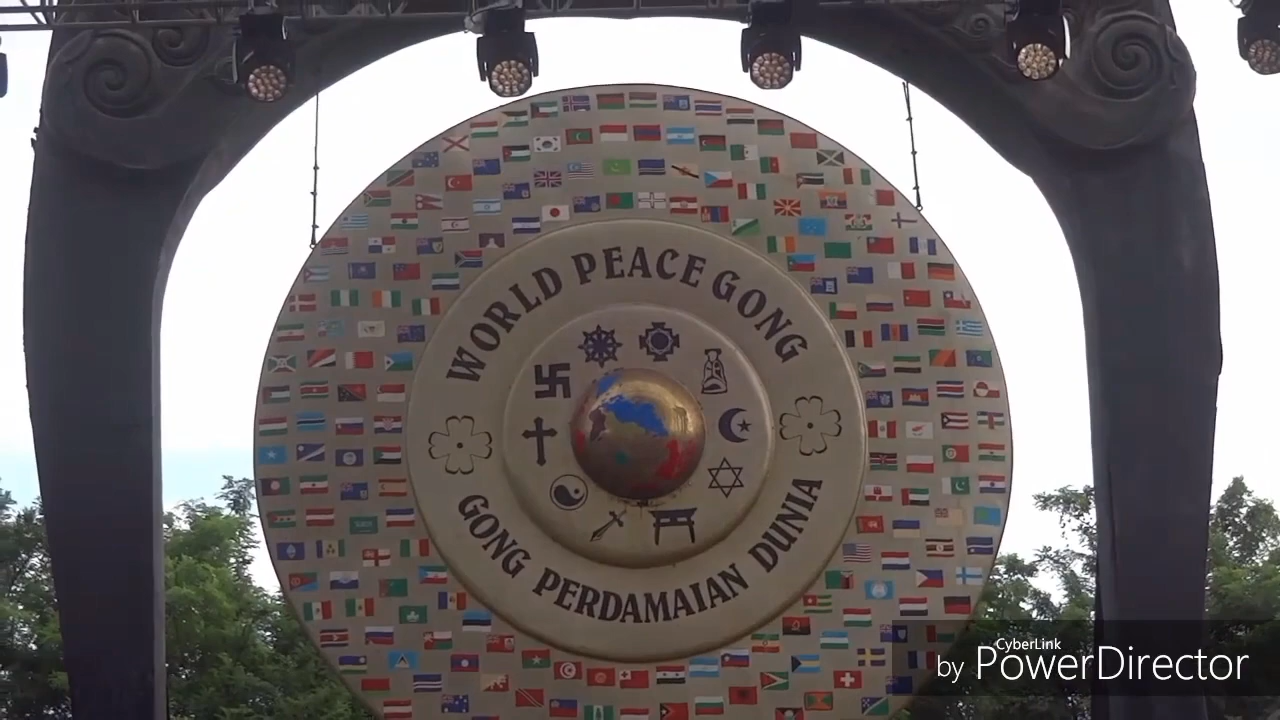 WORLD PEACE GONG
GONG PERDAMAIAN DUNIA
CyberLink
by PowerDirector